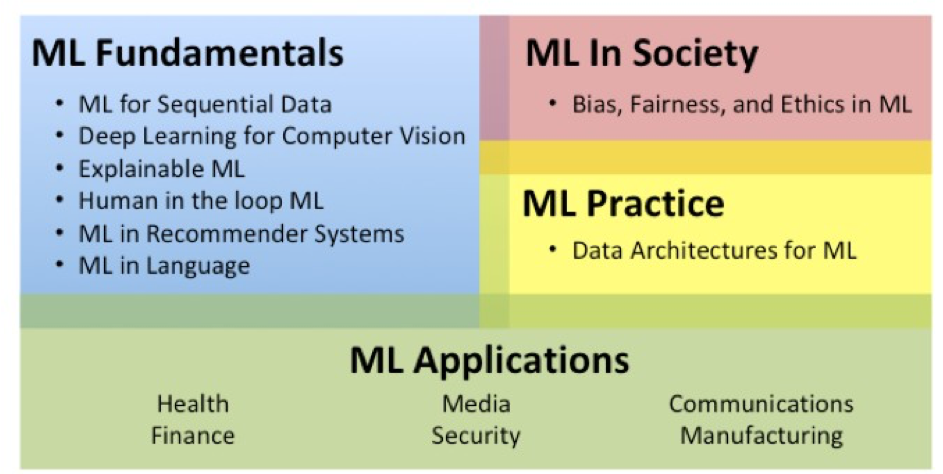 ML Fundamentals
• ML for Sequential Data
• Deep Learning for Computer Vision
• Explainable ML
• Human in the loop ML
• ML in Recommender Systems
• ML in Language
ML In Society
• Bias, Fairness, and Ethics in ML
ML Practice
• Data Architectures for ML
ML Applications
Health Media Communications
Finance Security Manufacturing